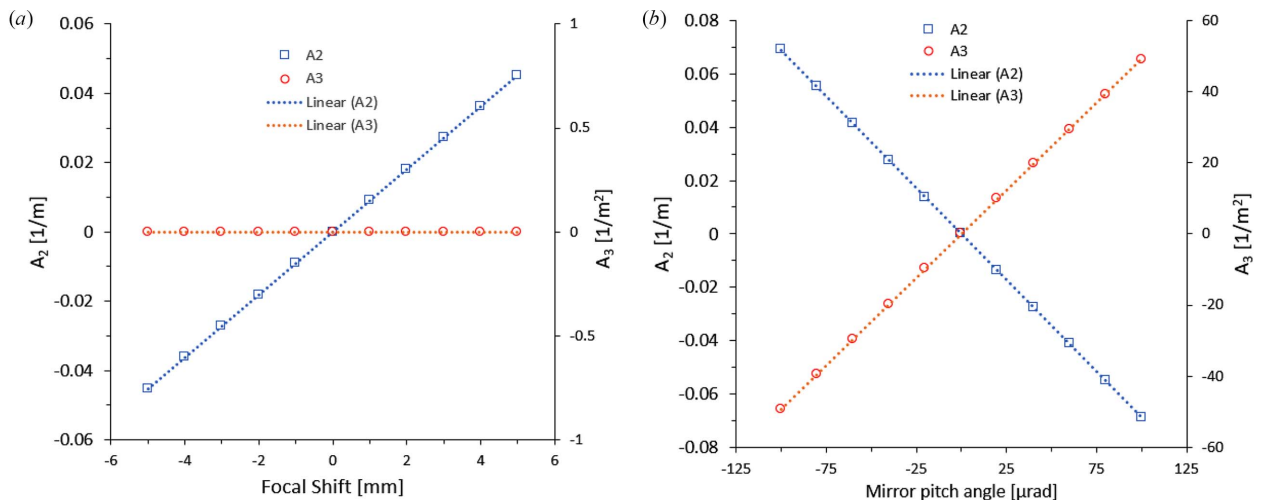 (a)
0.06
0.04
0.02
0
-0.02
-0.04
-0.06
A2 [1/m]
A2
A3
Linear (A2)
Linear (A3)
1
0.5
0
-0.5
-1
A3 [1/m²]
-6 -4 -2 0 2 4 6
Focal Shift [mm]
(b)
0.08
0.06
0.04
0.02
0
-0.02
-0.04
-0.06
-0.08
A2 [1/m]
A2
A3
Linear (A2)
Linear (A3)
60
40
20
0
-20
-40
-60
A3 [1/m²]
-125 -75 -25 25 75 125
Mirror pitch angle [µrad]